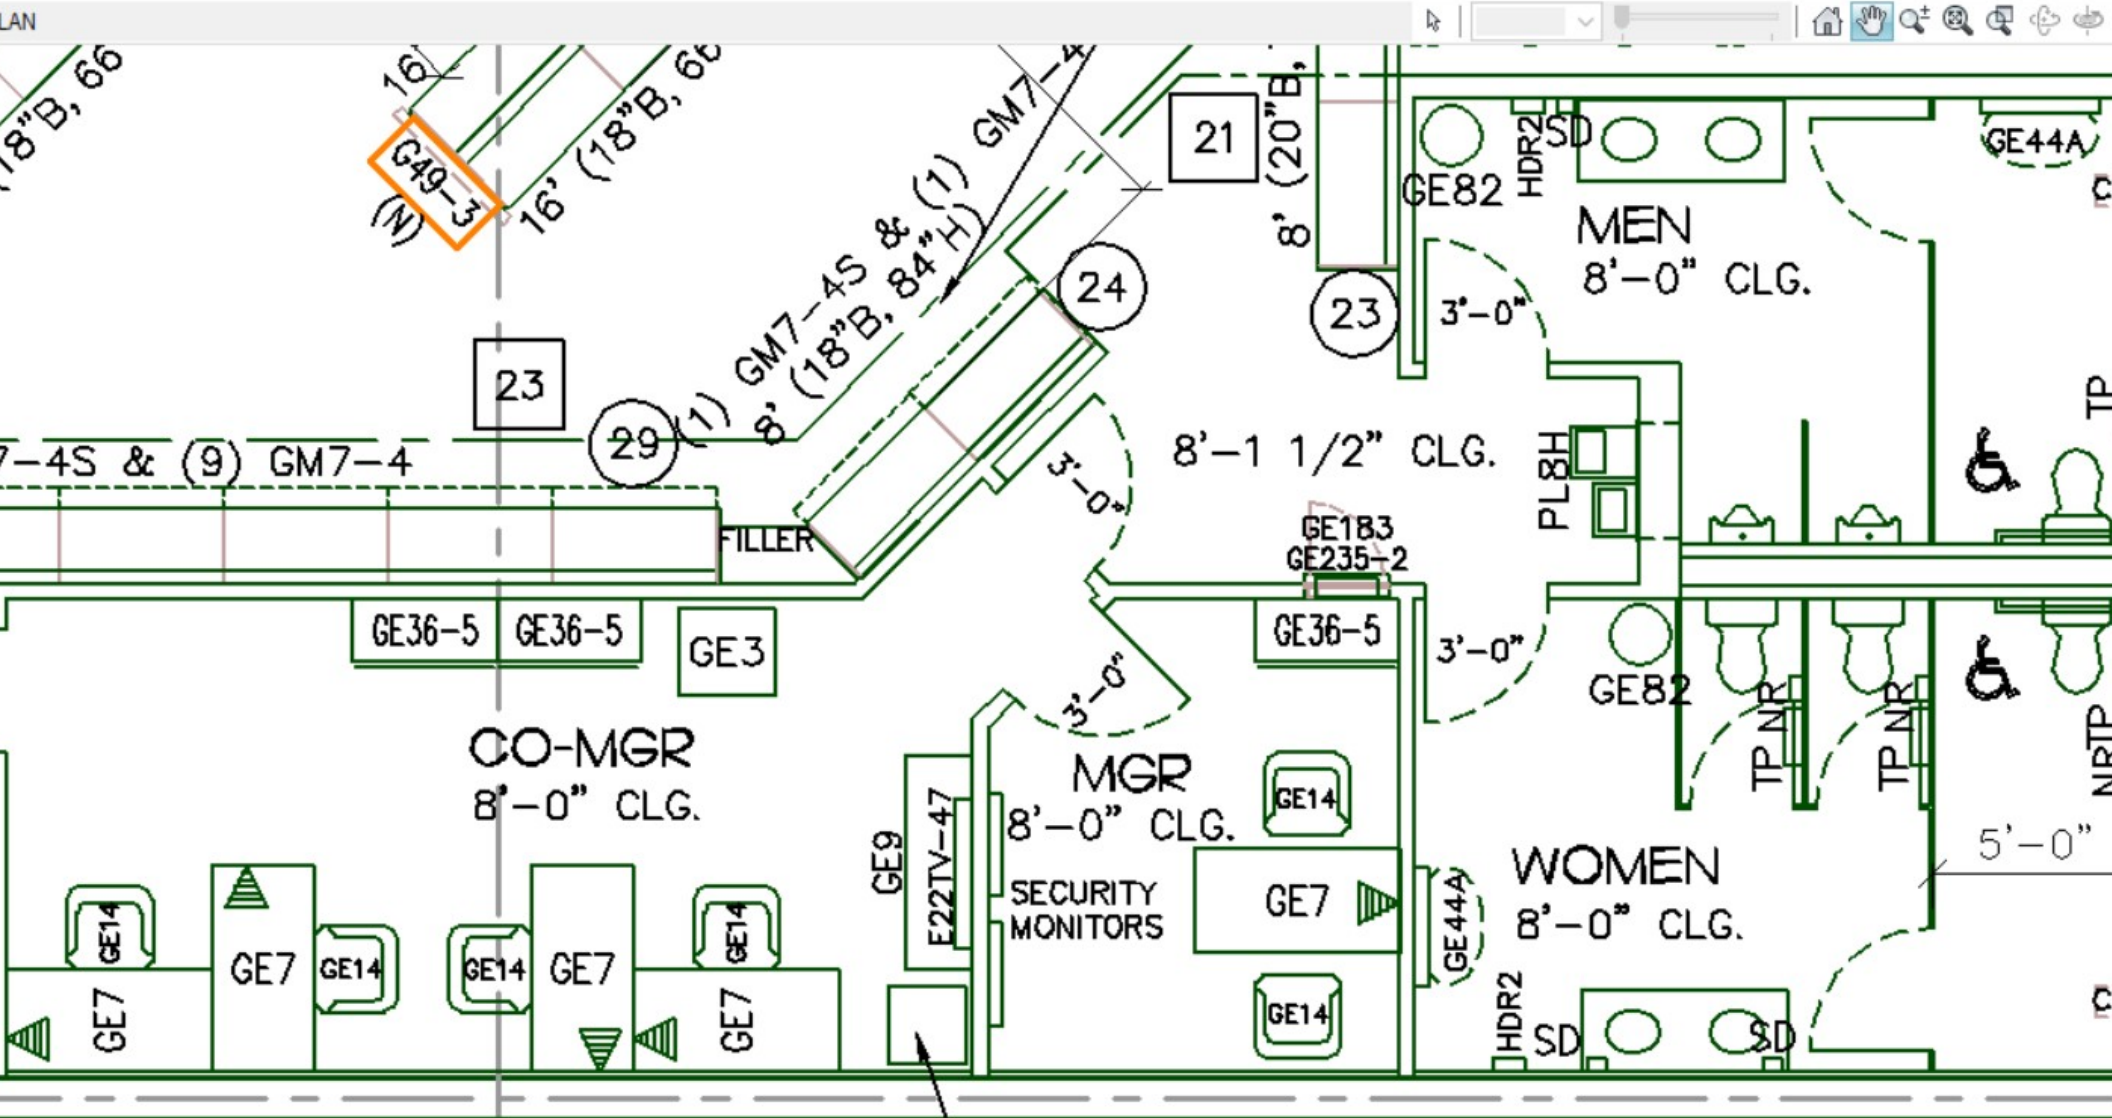 LAN
16'
(18"B, 66
G49-3
(N)
16' (18"B, 66
(1) GM7-4S & (1) GM7-4
8' (18"B, 84"H)
21
8' (20"B,
GE82
HDR2
SD
GE44A
MEN
8'-0" CLG.
3'-0"
24
23
23
29
7-4S & (9) GM7-4
FILLER
3'-0"
8'-1 1/2" CLG.
PL8H
TP
GE183
GE235-2
GE36-5
GE36-5
GE3
GE36-5
3'-0"
3'-0"
GE82
TP
NR
TP
NR
NRTP
CO-MGR
8'-0" CLG.
MGR
8'-0" CLG.
GE14
GE9
E22TV-47
SECURITY
MONITORS
GE7
GE44A
WOMEN
8'-0" CLG.
5'-0"
GE14
GE7
GE14
GE7
GE14
GE7
GE14
GE7
GE14
HDR2
SD
SD